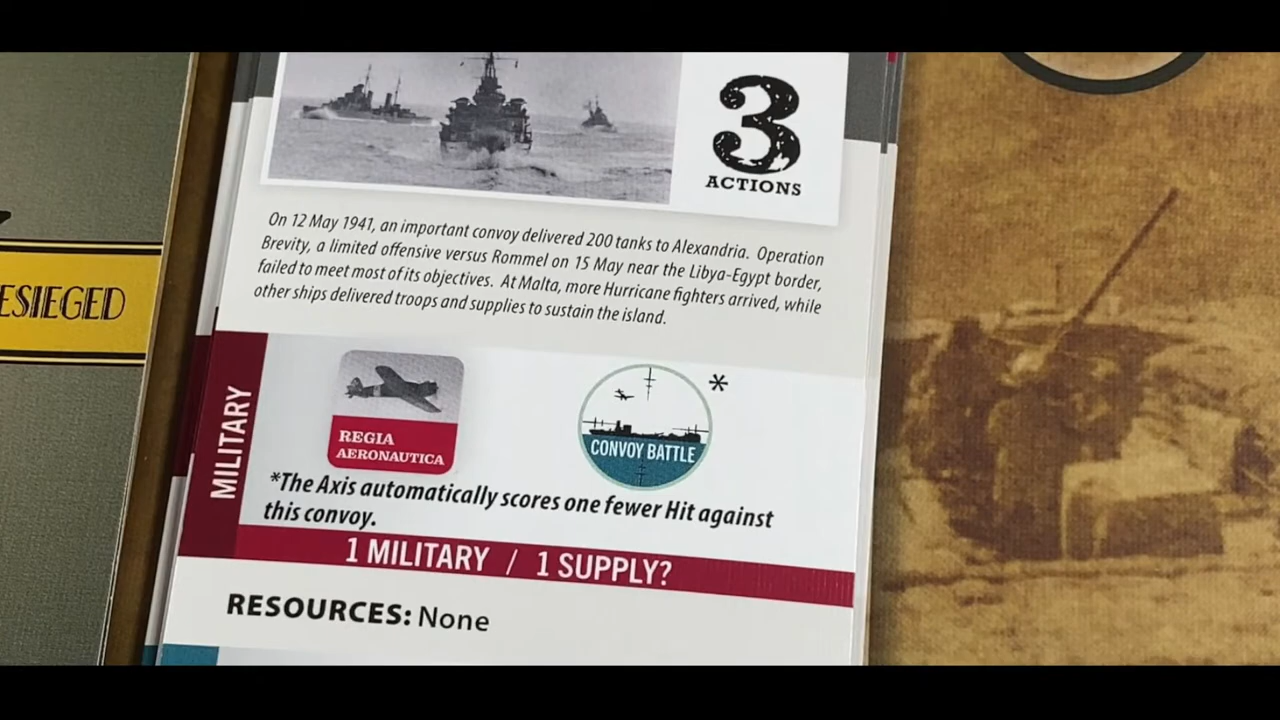 3
ACTIONS
On 12 May 1941, an important convoy delivered 200 tanks to Alexandria. Operation
Brevity, a limited offensive versus Rommel on 15 May near the Libya-Egypt border,
failed to meet most of its objectives. At Malta, more Hurricane fighters arrived, while
other ships delivered troops and supplies to sustain the island.
ESIEGED
MILITARY
REGIA
AERONAUTICA
CONVOY BATTLE
*
*The Axis automatically scores one fewer Hit against
this convoy.
1 MILITARY / 1 SUPPLY?
RESOURCES: None